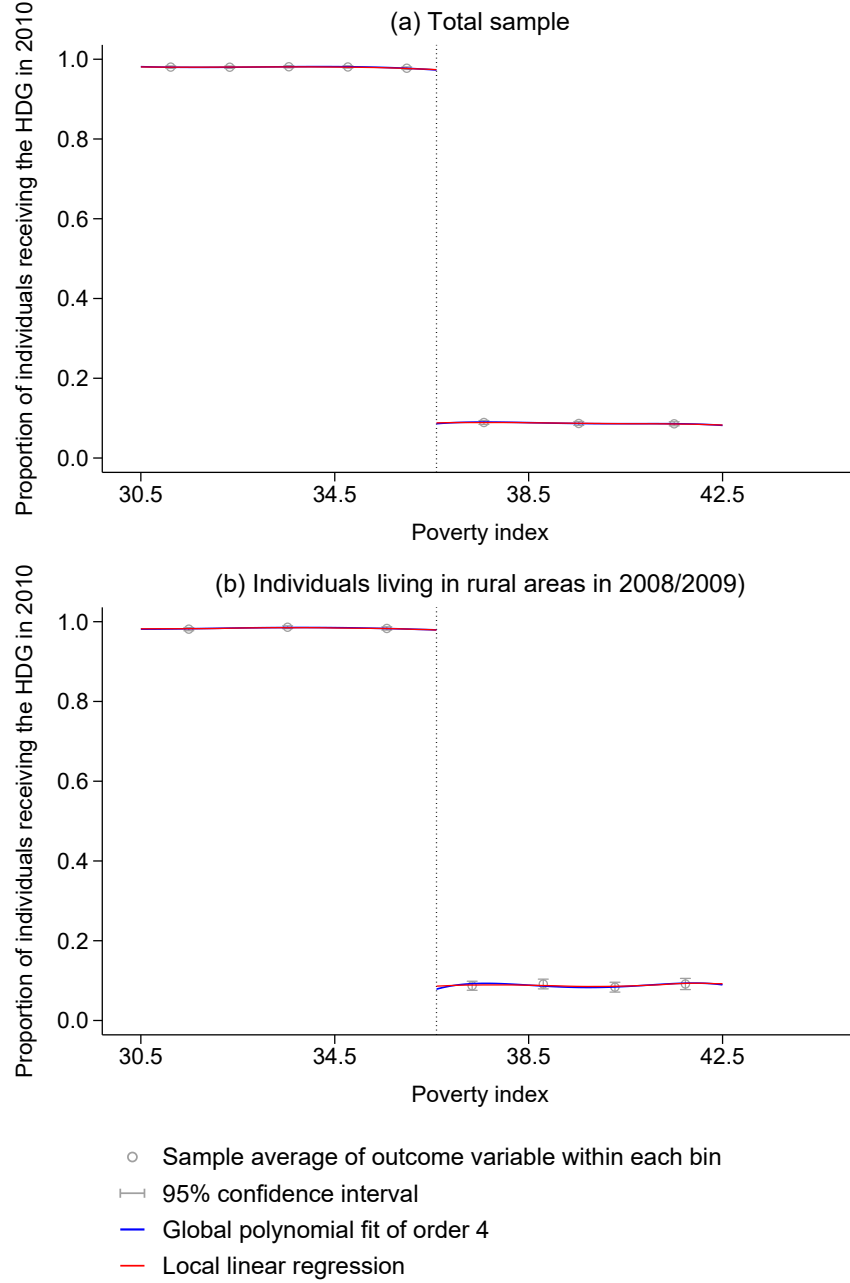 (a) Total sample
Proportion of individuals receiving the HDG in 2010
1.0
0.8
0.6
0.4
0.2
0.0
30.5 34.5 38.5 42.5
Poverty index
(b) Individuals living in rural areas in 2008/2009)
Proportion of individuals receiving the HDG in 2010
1.0
0.8
0.6
0.4
0.2
0.0
30.5 34.5 38.5 42.5
Poverty index
Sample average of outcome variable within each bin
95% confidence interval
Global polynomial fit of order 4
Local linear regression